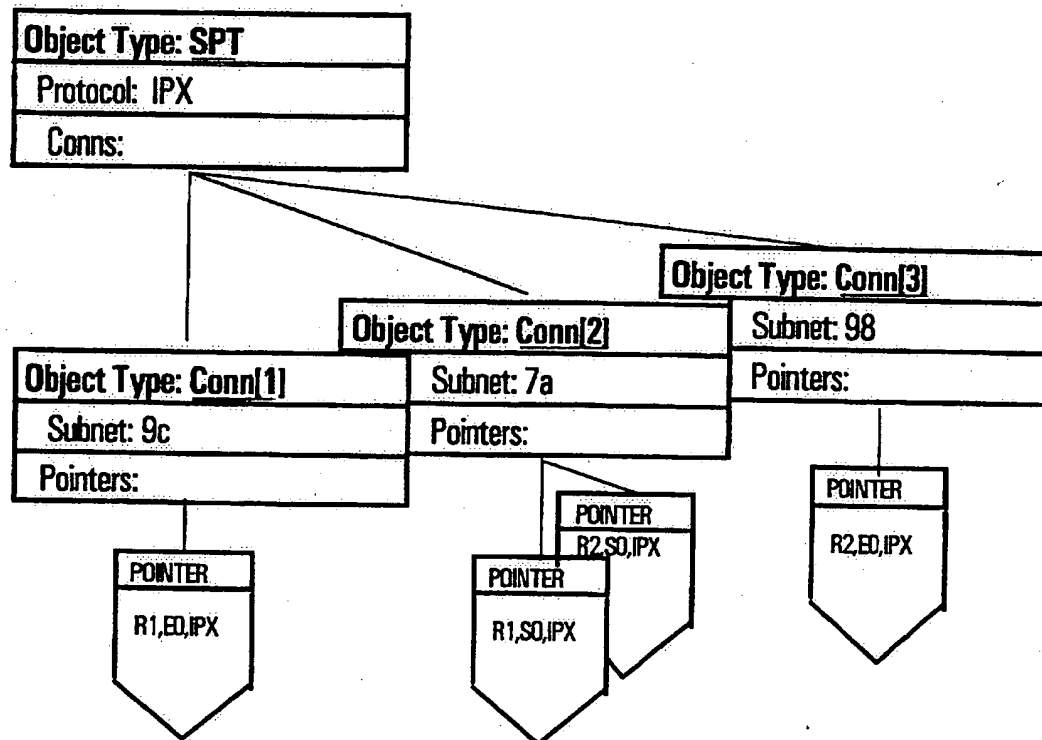 Object Type: SPT
Protocol: IPX
Conns:
Object Type: Conn[3]
Subnet: 98
Pointers:
Object Type: Conn[2]
Subnet: 7a
Pointers:
Object Type: Conn[1]
Subnet: 9c
Pointers:
POINTER
R2,E0,IPX
POINTER
R2,S0,IPX
POINTER
R1,S0,IPX
POINTER
R1,E0,IPX